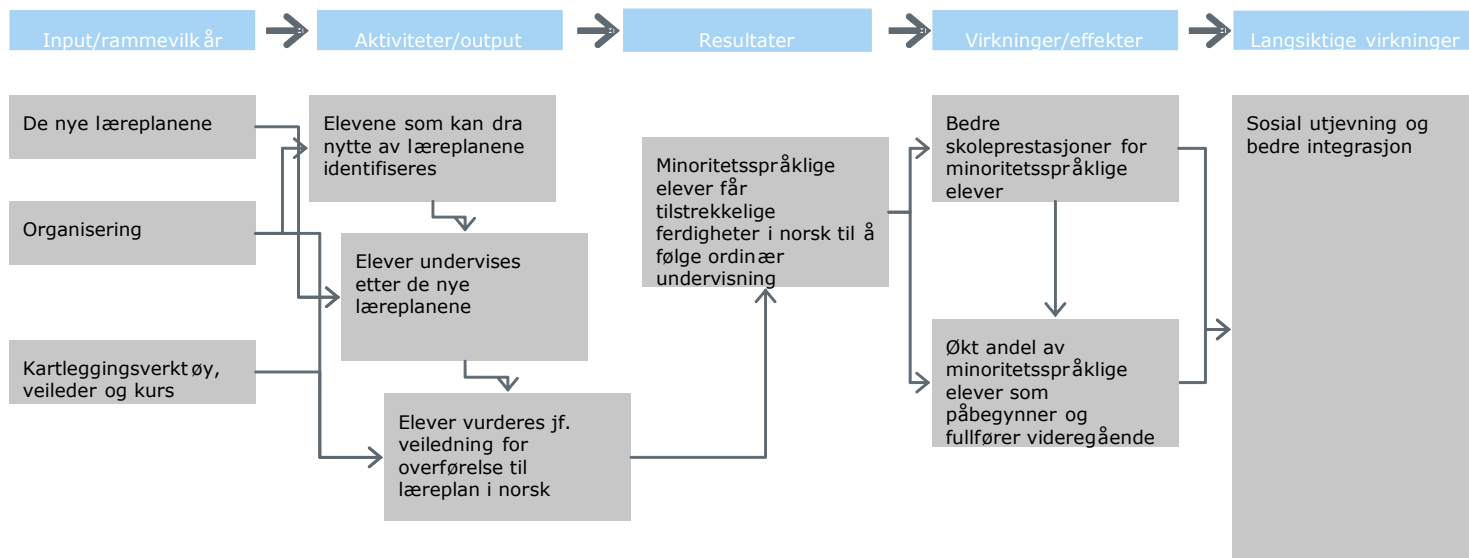 Input/rammevilkår
Aktiviteter/output
Resultater
Virkninger/effekter
Langsiktige virkninger
De nye læreplanene
Organisering
Kartleggingsverktøy,
veileder og kurs
Elevene som kan dra
nytte av læreplanene
identifiseres
Elever undervises
etter de nye
læreplanene
Elever vurderes jf.
veiledning for
overførelse til
læreplan i norsk
Minoritetsspråklige
elever får
tilstrekkelige
ferdigheter i norsk til å
følge ordinær
undervisning
Bedre
skoleprestasjoner for
minoritetsspråklige
elever
Økt andel av
minoritetsspråklige
elever som
påbegynner og
fullfører videregående
Sosial utjevning og
bedre integrasjon